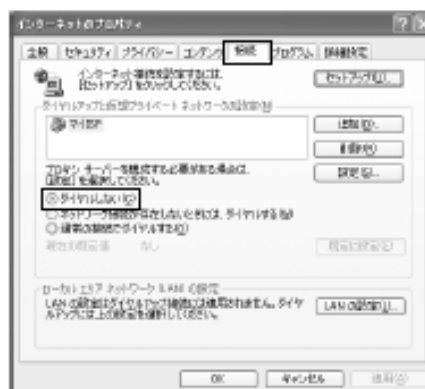 インターネットのプロパティ
全般 セキュリティ プライバシー コンテンツ 接続 プログラム 詳細設定
インターネット接続を設定するには、
[セットアップ] をクリックしてください。
セットアップ(U)...
ダイヤルアップと仮想プライベート ネットワークの設定(N)
マイISP
追加(D)...
削除(R)
プロキシ サーバーを構成する必要がある場合は、
[設定] を選択してください。
設定(S)...
ダイヤルしない(C)
ネットワーク接続が存在しないときには、ダイヤルする(W)
通常の接続でダイヤルする(O)
現在の既定値 なし
既定に設定(E)
ローカル エリア ネットワーク (LAN) の設定
LAN の設定はダイヤルアップ接続には適用されません。ダイヤ
ルアップには上の設定を選択してください。
LAN の設定(L)...
OK キャンセル 適用(A)